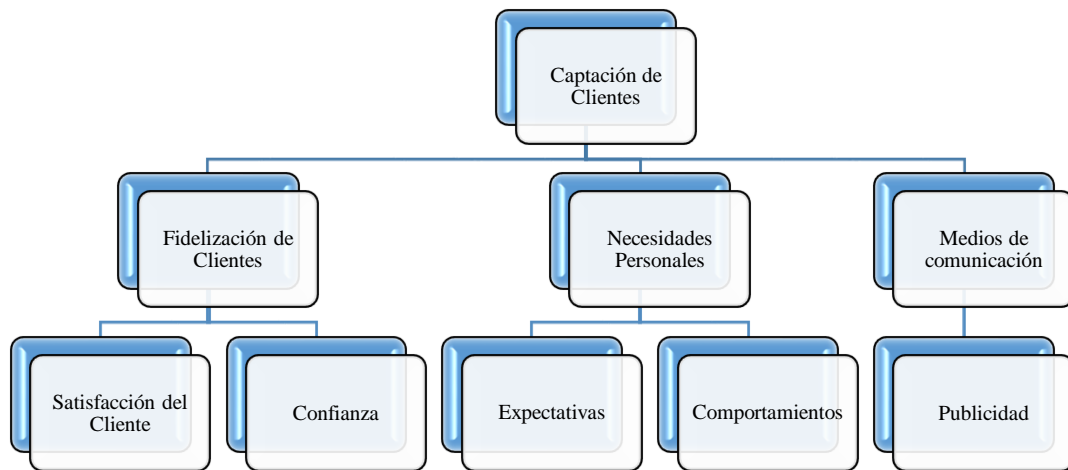 Captación de
Clientes
Fidelización de
Clientes
Necesidades
Personales
Medios de
comunicación
Satisfacción del
Cliente
Confianza
Expectativas
Comportamientos
Publicidad